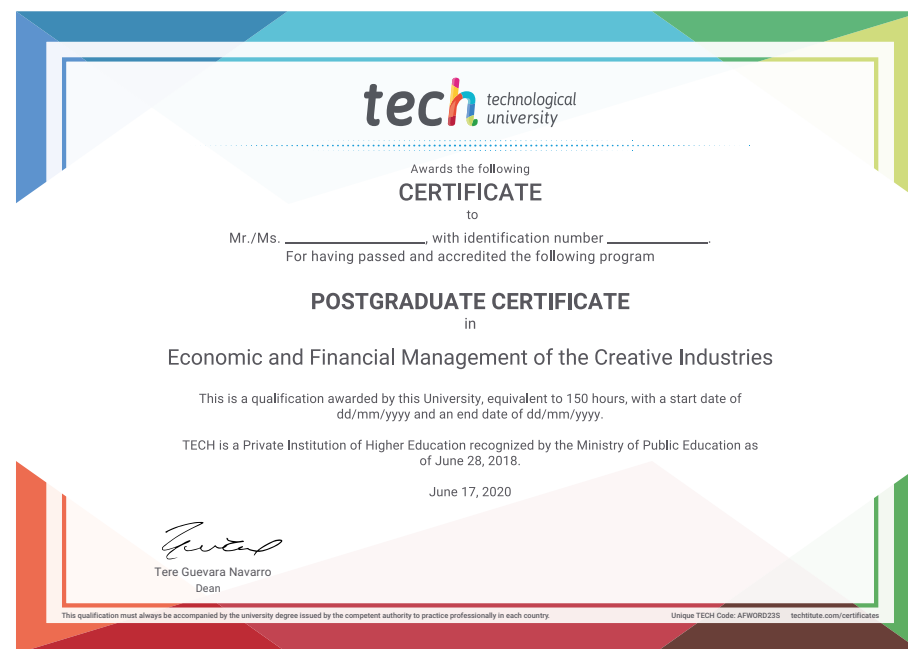 tech technological
university
Awards the following
CERTIFICATE
to
Mr./Ms. ____________________, with identification number ______________.
For having passed and accredited the following program
POSTGRADUATE CERTIFICATE
in
Economic and Financial Management of the Creative Industries
This is a qualification awarded by this University, equivalent to 150 hours, with a start date of
dd/mm/yyyy and an end date of dd/mm/yyyy.
TECH is a Private Institution of Higher Education recognized by the Ministry of Public Education as
of June 28, 2018.
June 17, 2020
Tere Guevara Navarro
Dean
This qualification must always be accompanied by the university degree issued by the competent authority to practice professionally in each country. Unique TECH Code: AFWORD23S techtitute.com/certificates